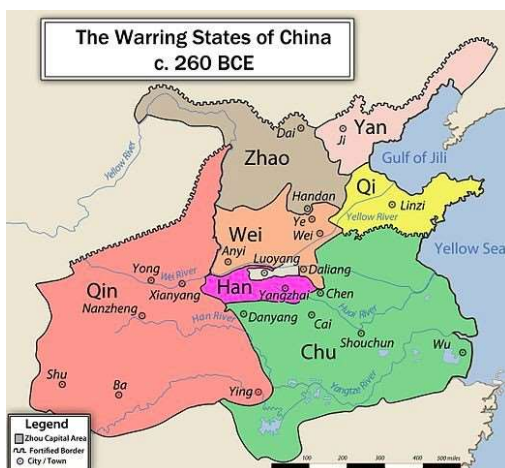 The Warring States of China
c. 260 BCE
Yan
Dai
Ji
Zhao
Gulf of Jili
Yellow River
Qi
Linzi
Handan
Ye
Yellow River
Wei
Wei
Anyi
Luoyang
Yellow Sea
Daliang
Yong
Wei River
Qin
Xianyang
Han
Yangzhai
Chen
Nanzheng
Han River
Danyang
Cai
Huai River
Shouchun
Chu
Wu
Shu
Ba
Ying
Yangtze River
Legend
Zhou Capital Area
Fortified Border
City / Town
100
200
300
400
500 miles